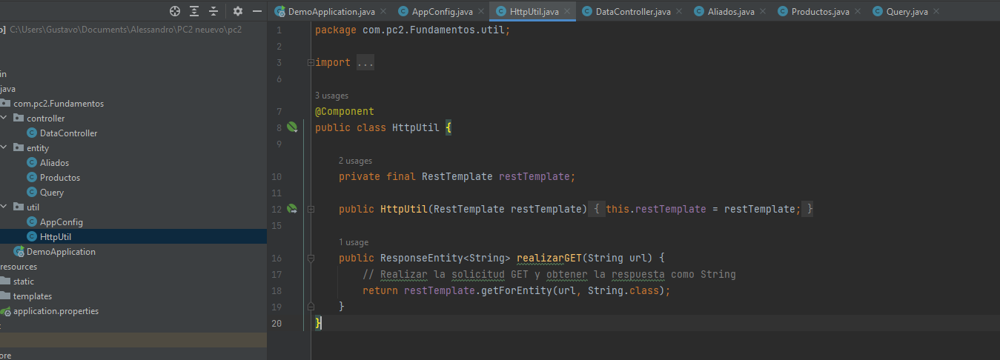 o] C:\Users\Gustavo\Documents\Alessandro\PC2 neuevo\pc2
in
java
com.pc2.Fundamentos
controller
DataController
entity
Aliados
Productos
Query
util
AppConfig
HttpUtil
DemoApplication
resources
static
templates
application.properties
ore
DemoApplication.java
AppConfig.java
HttpUtil.java
DataController.java
Aliados.java
Productos.java
Query.java
1 package com.pc2.Fundamentos.util;
2
3 import ...
6
3 usages
7 @Component
8 public class HttpUtil {
9
2 usages
10 private final RestTemplate restTemplate;
11
12 public HttpUtil(RestTemplate restTemplate) { this.restTemplate = restTemplate; }
15
1 usage
16 public ResponseEntity<String> realizarGET(String url) {
17 // Realizar la solicitud GET y obtener la respuesta como String
18 return restTemplate.getForEntity(url, String.class);
19 }
20 }